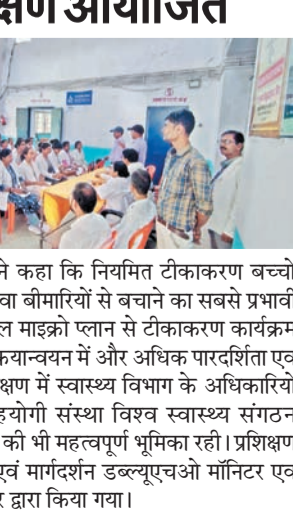 क्षण आयोजित
ने कहा कि नियमित टीकाकरण बच्चो
वा बीमारियों से बचाने का सबसे प्रभावी
ल माइक्रो प्लान से टीकाकरण कार्यक्रम
कयान्वयन में और अधिक पारदर्शिता एव
क्षण में स्वास्थ्य विभाग के अधिकारियो
हयोगी संस्था विश्व स्वास्थ्य संगठन
की भी महत्वपूर्ण भूमिका रही। प्रशिक्षण
एवं मार्गदर्शन डब्ल्यूएचओ मॉनिटर एव
र द्वारा किया गया।